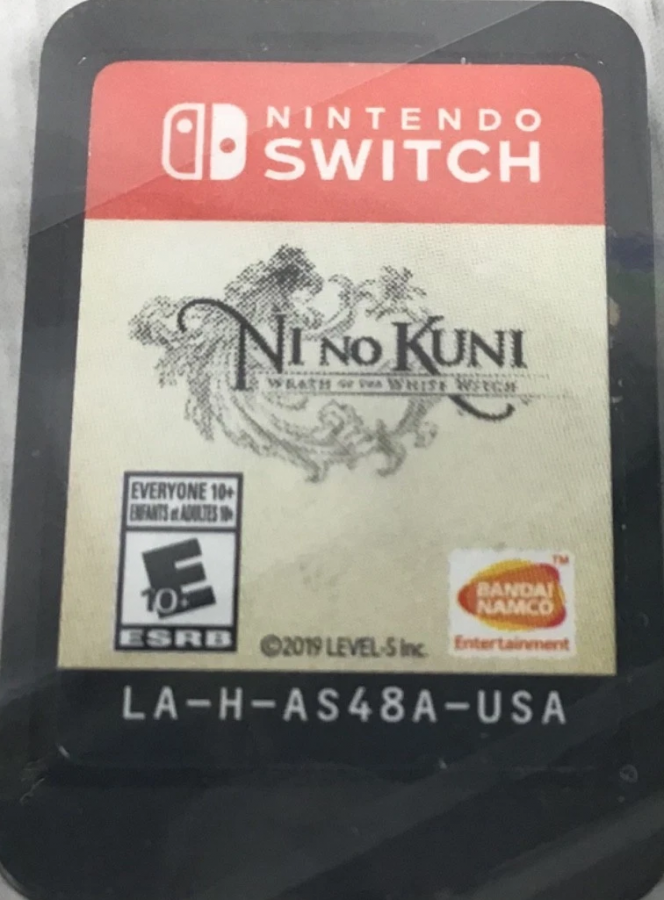 NINTENDO
SWITCH
NI NO KUNI
WRATH OF THE WHITE WITCH
EVERYONE 10+
ENFANTS et ADULTES 10+
E
10+
ESRB
BANDAI
NAMCO
TM
Entertainment
©2019 LEVEL-5 Inc.
LA-H-AS48A-USA